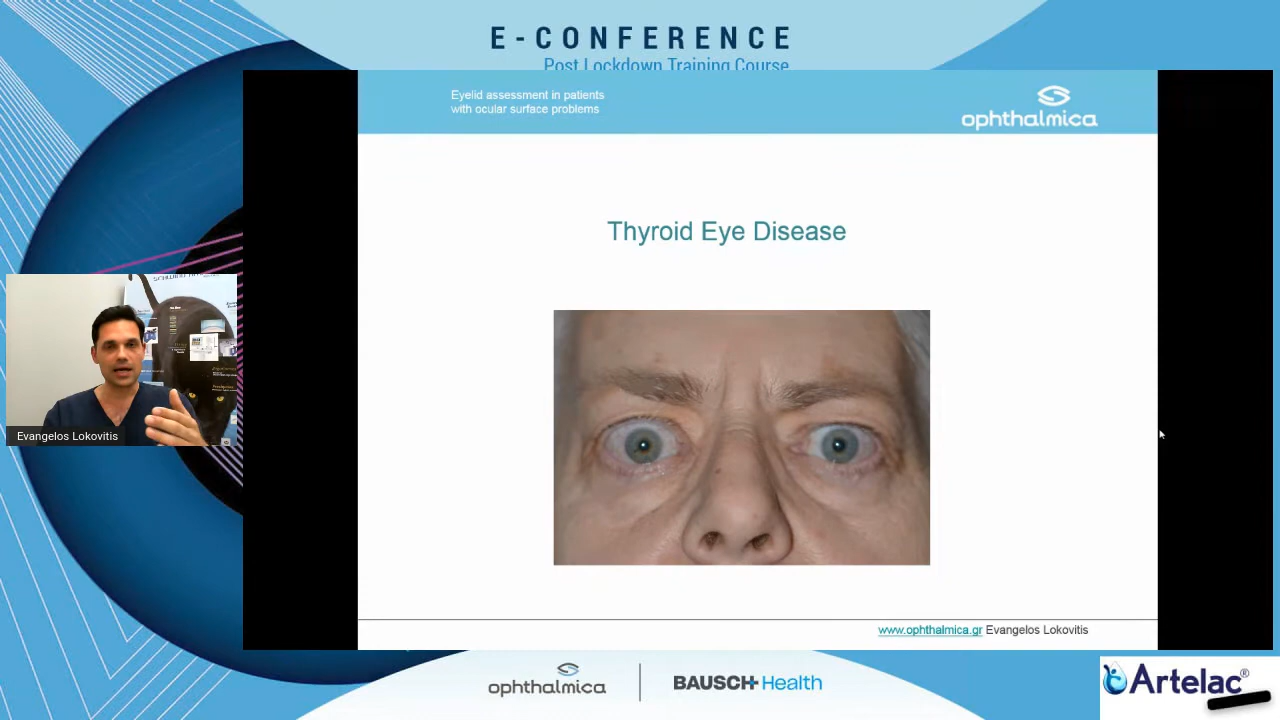 E-CONFERENCE
Post Lockdown Training Course
Eyelid assessment in patients
with ocular surface problems
ophthalmica
Thyroid Eye Disease
Evangelos Lokovitis
www.ophthalmica.gr Evangelos Lokovitis
ophthalmica
BAUSCH+Health
Artelac®